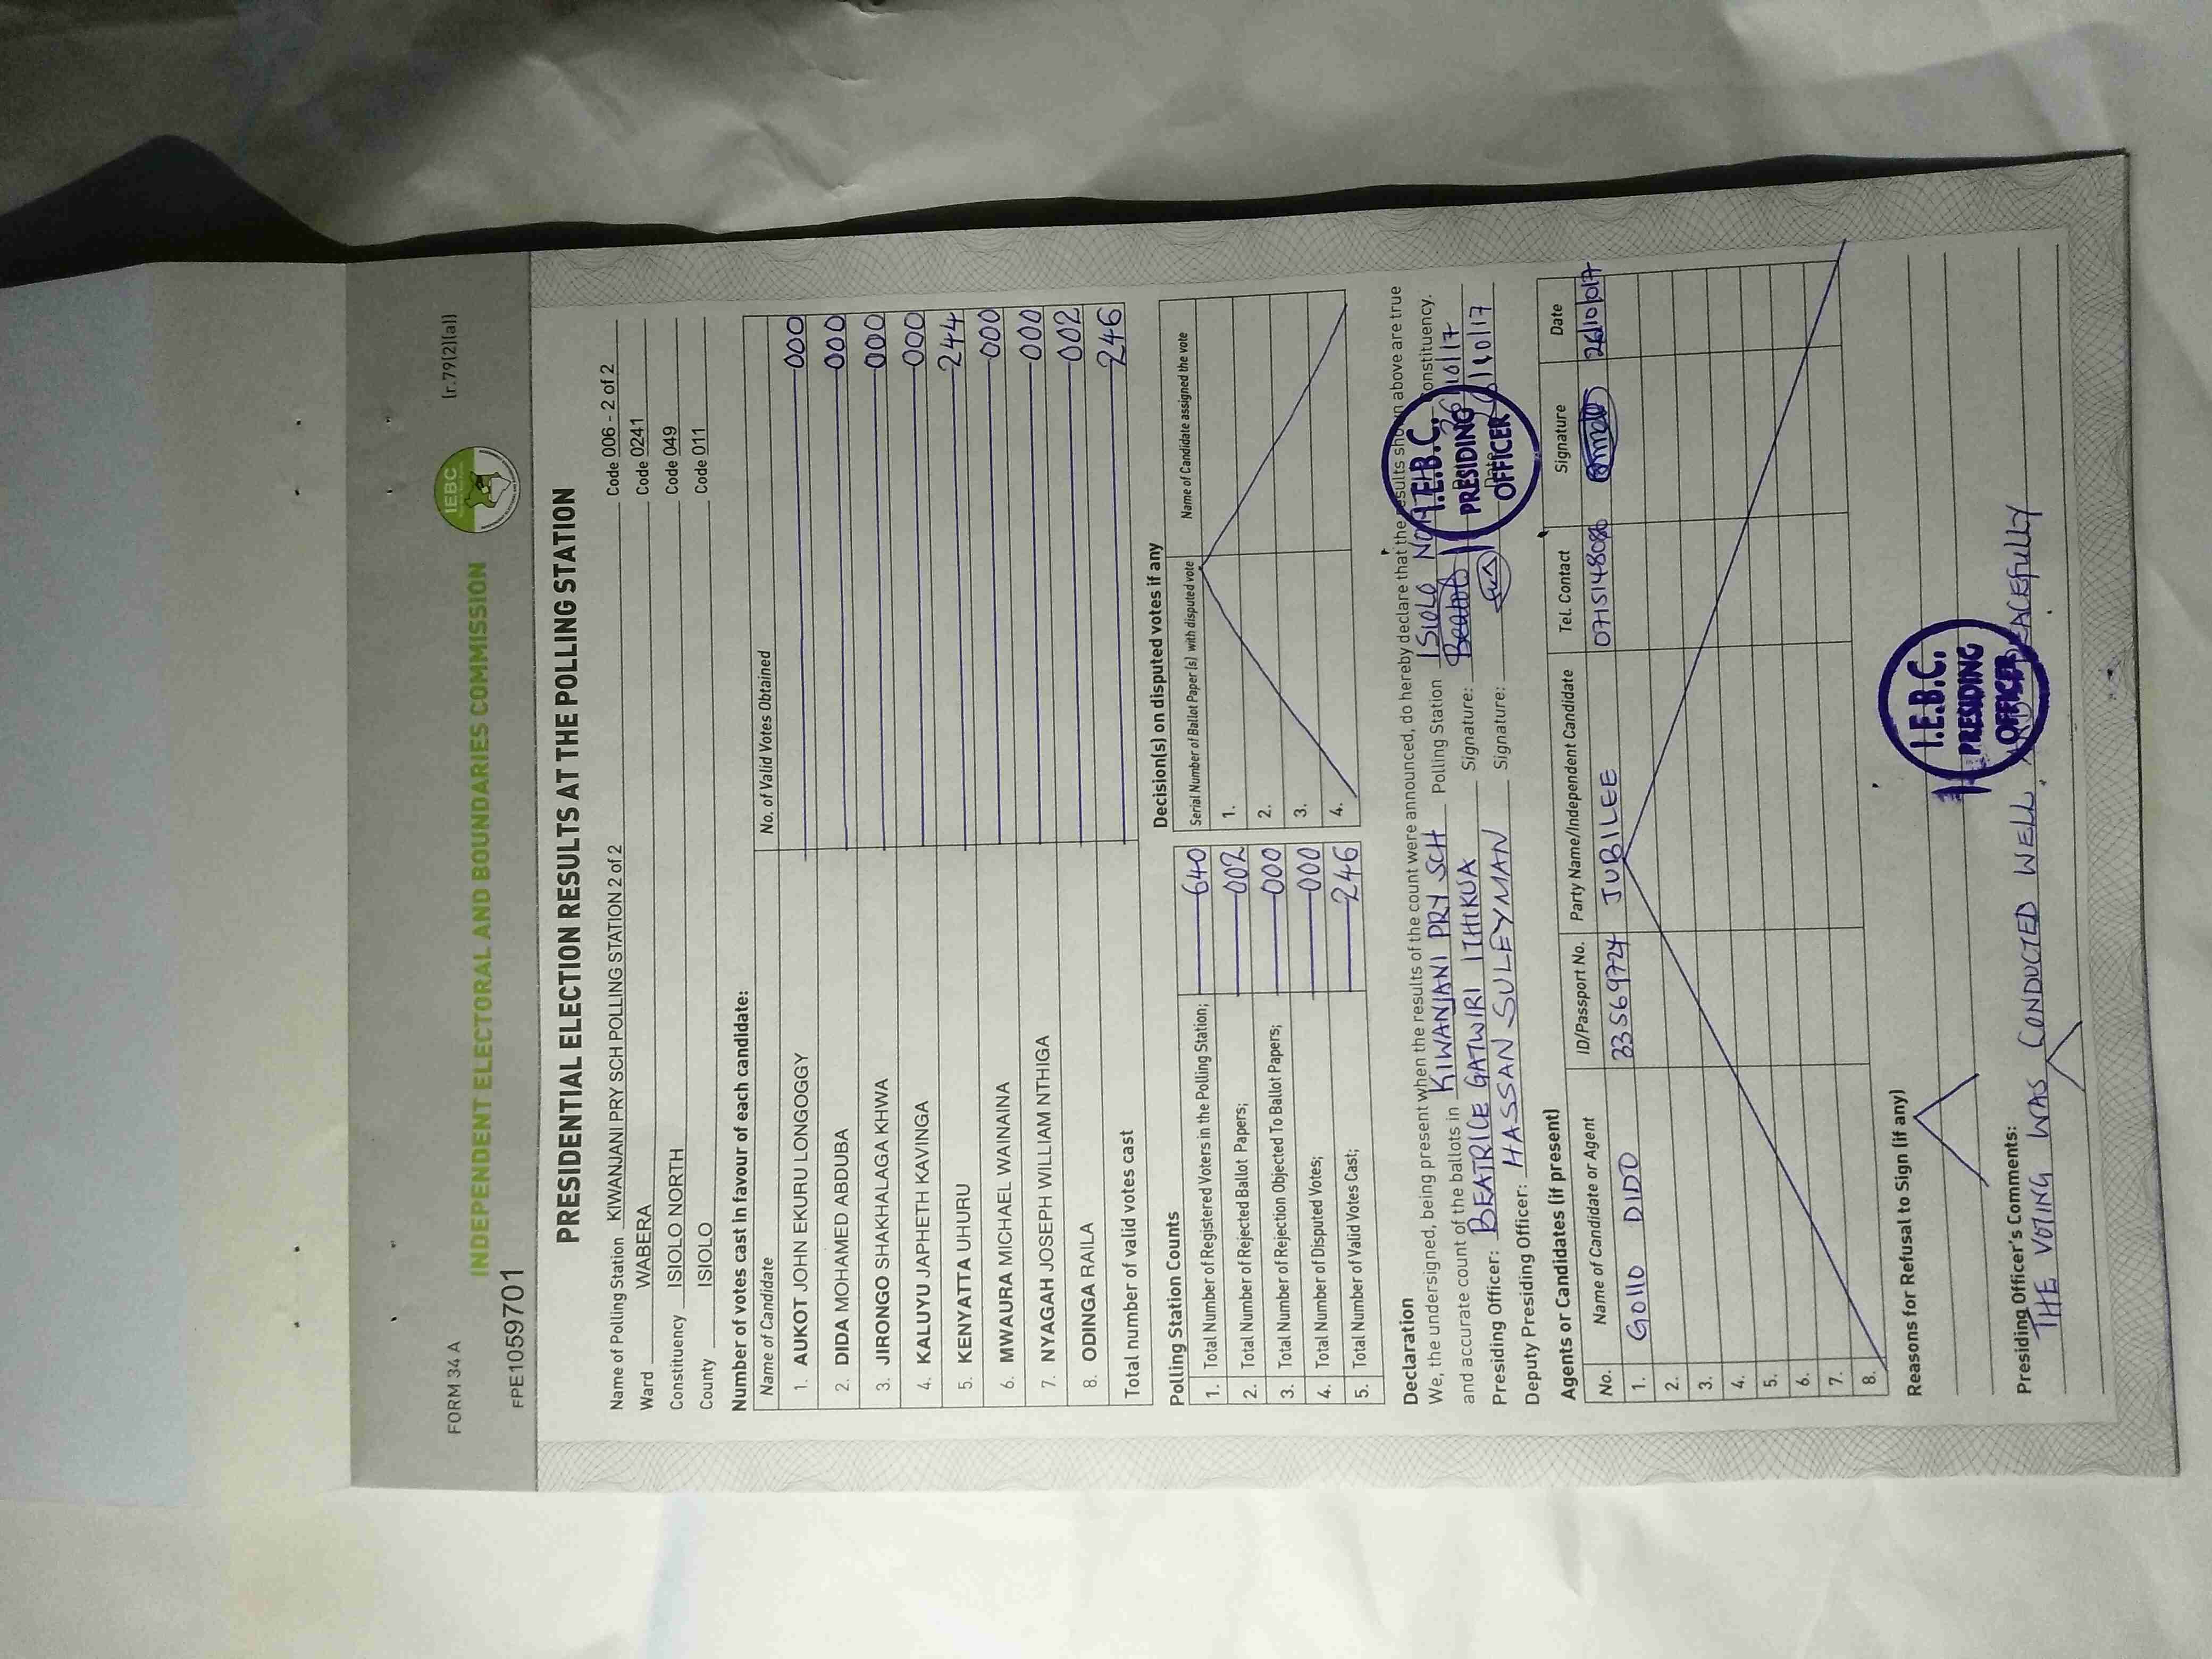 FORM 34 A
(r.79(2)(a))
INDEPENDENT ELECTORAL AND BOUNDARIES COMMISSION
IEBC
FPE1059701
PRESIDENTIAL ELECTION RESULTS AT THE POLLING STATION
Name of Polling Station KIWANJANI PRY SCH POLLING STATION 2 of 2 Code 006 - 2 of 2
Ward WABERA Code 0241
Constituency ISIOLO NORTH Code 049
County ISIOLO Code 011
Number of votes cast in favour of each candidate:
Name of Candidate No. of Valid Votes Obtained
1. AUKOT JOHN EKURU LONGOGGY 000
2. DIDA MOHAMED ABDUBA 000
3. JIRONGO SHAKHALAGA KHWA 000
4. KALUYU JAPHETH KAVINGA 000
5. KENYATTA UHURU 244
6. MWAURA MICHAEL WAINAINA 000
7. NYAGAH JOSEPH WILLIAM NTHIGA 000
8. ODINGA RAILA 002
Total number of valid votes cast 246
Polling Station Counts
1. Total Number of Registered Voters in the Polling Station; 640
2. Total Number of Rejected Ballot Papers; 002
3. Total Number of Rejection Objected To Ballot Papers; 000
4. Total Number of Disputed Votes; 000
5. Total Number of Valid Votes Cast; 246
Decision(s) on disputed votes if any
Serial Number of Ballot Paper (s) with disputed vote Name of Candidate assigned the vote
1.
2.
3.
4.
Declaration
We, the undersigned, being present when the results of the count were announced, do hereby declare that the results shown above are true
and accurate count of the ballots in KIWANJANI PRY SCH Polling Station ISIOLO NORTH Constituency.
Presiding Officer: BEATRICE GATWIRI ITHIKUA Signature: 10/17
Deputy Presiding Officer: HASSAN SULEYMAN Signature: Date 10/17
I.E.B.C.
PRESIDING
OFFICER
Agents or Candidates (if present)
No. Name of Candidate or Agent ID/Passport No. Party Name/Independent Candidate Tel. Contact Signature Date
1. GOllO DIDO 335669724 JUBILEE 0715148086 26/10/017
2.
3.
4.
5.
6.
7.
8.
Reasons for Refusal to Sign (if any)
I.E.B.C.
PRESIDING
OFFICER
Presiding Officer's Comments:
THE VOTING WAS CONDUCTED WELL, PEACEfully